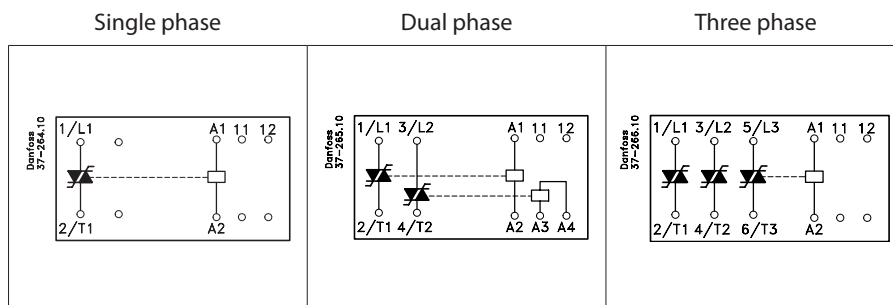 Single phase
Dual phase
Three phase
Danfoss
37-264.10
1/L1 A1 11 12
2/T1 A2
Danfoss
37-265.10
1/L1 3/L2 A1 11 12
2/T1 4/T2 A2 A3 A4
Danfoss
37-266.10
1/L1 3/L2 5/L3 A1 11 12
2/T1 4/T2 6/T3 A2